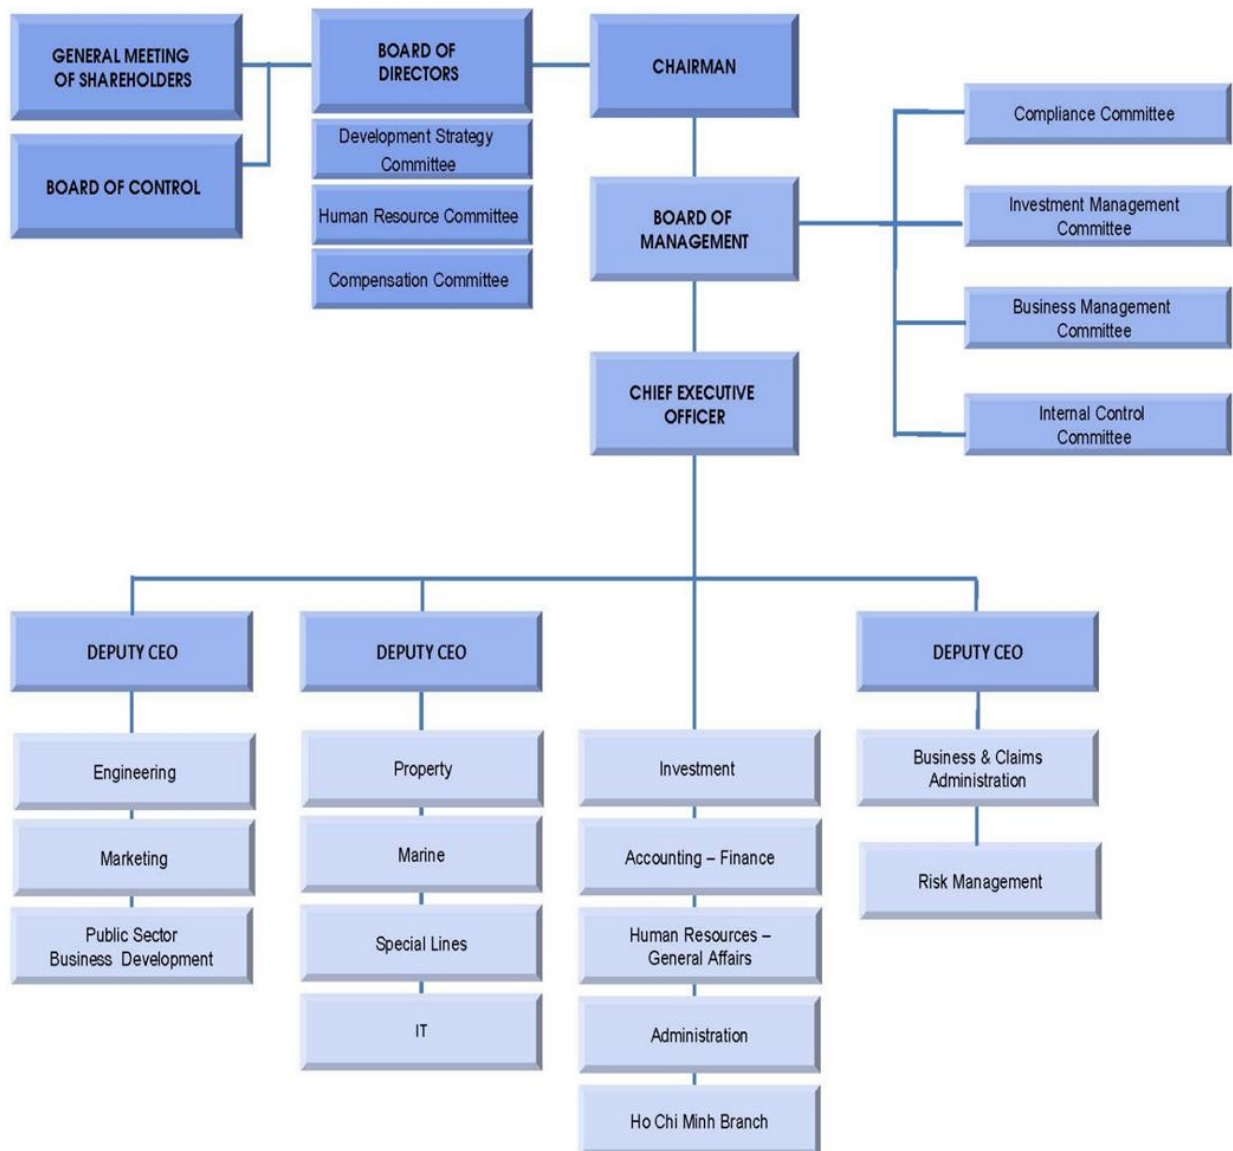 GENERAL MEETING
OF SHAREHOLDERS
BOARD OF
DIRECTORS
CHAIRMAN
BOARD OF CONTROL
Development Strategy
Committee
Human Resource Committee
Compensation Committee
BOARD OF
MANAGEMENT
Compliance Committee
Investment Management
Committee
Business Management
Committee
Internal Control
Committee
CHIEF EXECUTIVE
OFFICER
DEPUTY CEO
Engineering
Marketing
Public Sector
Business Development
DEPUTY CEO
Property
Marine
Special Lines
IT
Investment
Accounting – Finance
Human Resources –
General Affairs
Administration
Ho Chi Minh Branch
DEPUTY CEO
Business & Claims
Administration
Risk Management